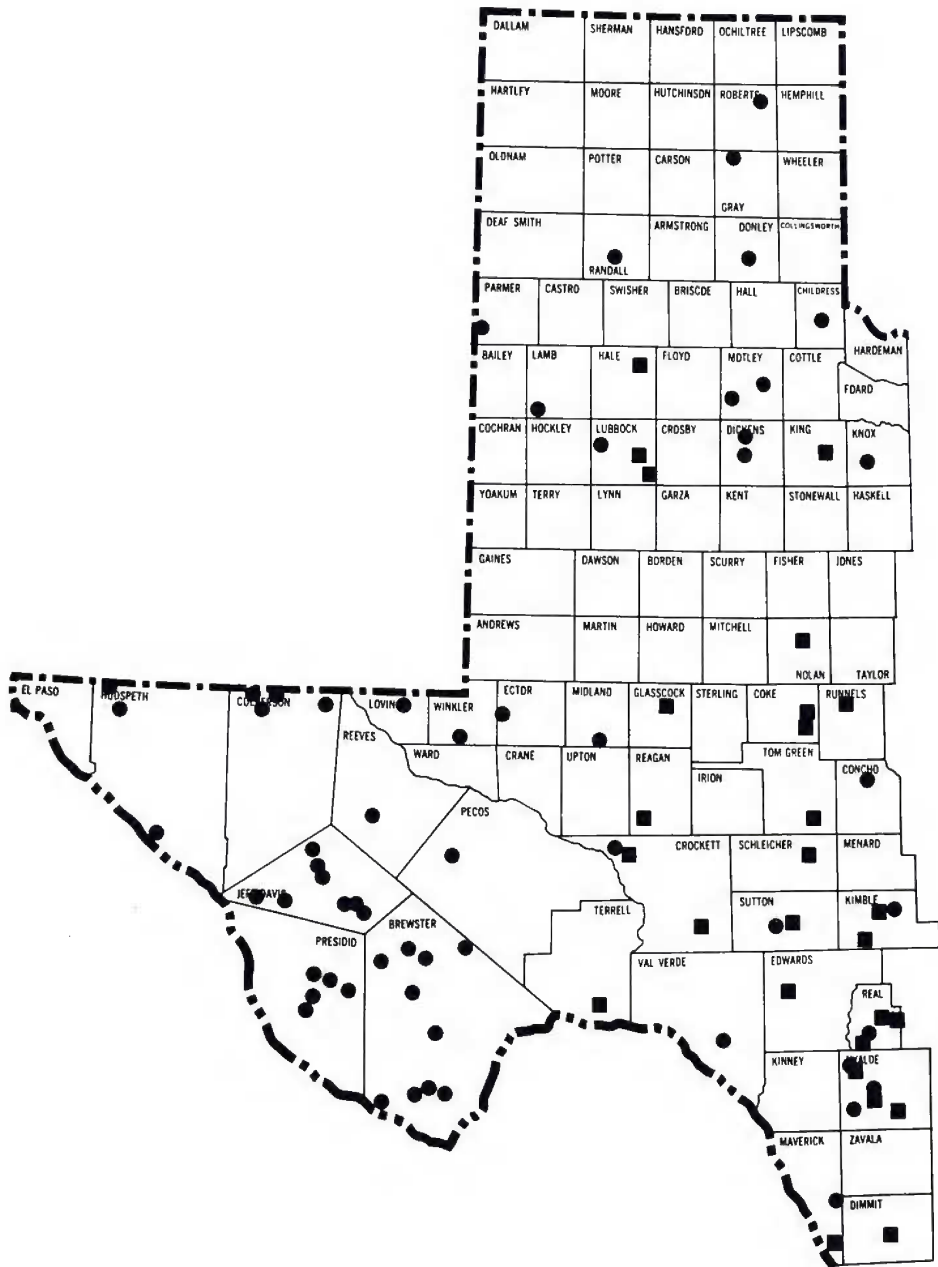 DALLAM SHERMAN HANSFORD OCHILTREE LIPSCOMB
HARTLEY MOORE HUTCHINSON ROBERTS HEMPHILL
OLDHAM POTTER CARSON WHEELER
GRAY
DEAF SMITH ARMSTRONG DONLEY COLLINGSWORTH
RANDALL
PARMER CASTRO SWISHER BRISCOE HALL CHILDRESS
HARDEMAN
BAILEY LAMB HALE FLOYD MOTLEY COTTLE
FOARD
COCHRAN HOCKLEY LUBBOCK CROSBY DICKENS KING KNOX
YOAKUM TERRY LYNN GARZA KENT STONEWALL HASKELL
GAINES DAWSON BORDEN SCURRY FISHER JONES
ANDREWS MARTIN HOWARD MITCHELL
NOLAN TAYLOR
EL PASO HUDSPETH CULBERSON LOVING WINKLER ECTOR MIDLAND GLASSCOCK STERLING COKE RUNNELS
REEVES WARD CRANE UPTON REAGAN IRION TOM GREEN CONCHO
PECOS CROCKETT SCHLEICHER MENARD
JEFF DAVIS BREWSTER TERRELL SUTTON KIMBLE
PRESIDIO VAL VERDE EDWARDS
REAL
KINNEY UVALDE
MAVERICK ZAVALA
DIMMIT